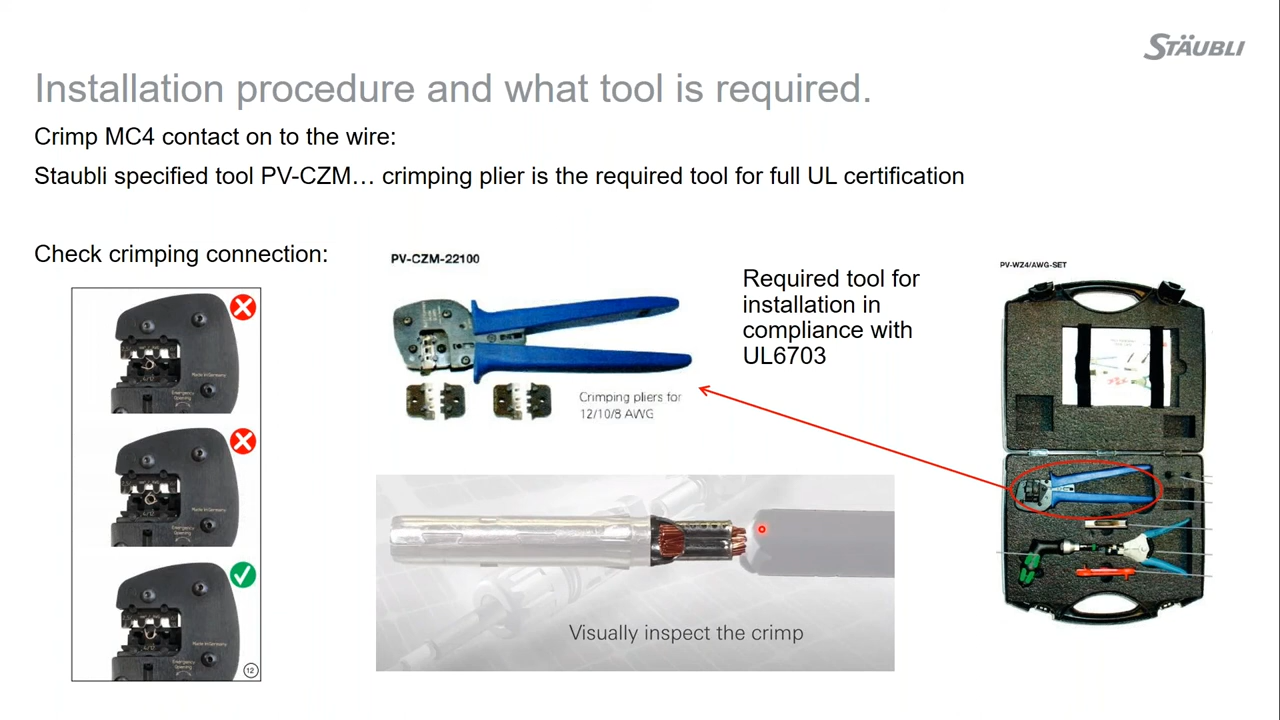 STÄUBLI
Installation procedure and what tool is required.
Crimp MC4 contact on to the wire:
Staubli specified tool PV-CZM… crimping plier is the required tool for full UL certification
Check crimping connection:
Made in Germany
Emergency
Opening
Made in Germany
Emergency
Opening
Made in Germany
Emergency
Opening
12
PV-CZM-22100
Crimping pliers for
12/10/8 AWG
Required tool for
installation in
compliance with
UL6703
PV-WZ4/AWG-SET
Visually inspect the crimp